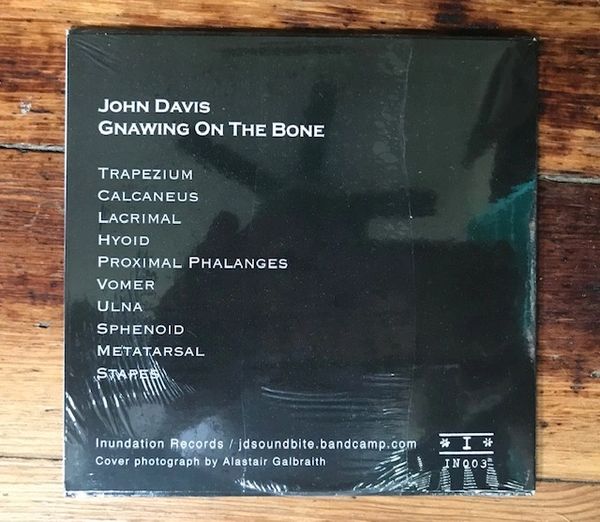 JOHN DAVIS
GNAWING ON THE BONE
TRAPEZIUM
CALCANEUS
LACRIMAL
HYOID
PROXIMAL PHALANGES
VOMER
ULNA
SPHENOID
METATARSAL
STAPES
Inundation Records / jdsoundbite.bandcamp.com
Cover photograph by Alastair Galbraith
* I *
IN003